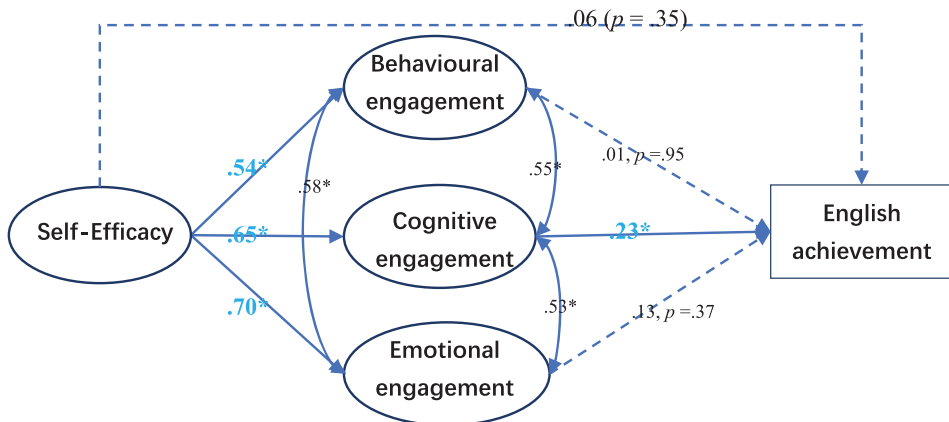 .06 (p = .35)
Behavioural
engagement
.54*
.58*
.55*
.01, p =.95
Self-Efficacy
.65*
Cognitive
engagement
.23*
English
achievement
.70*
.53*
.13, p =.37
Emotional
engagement